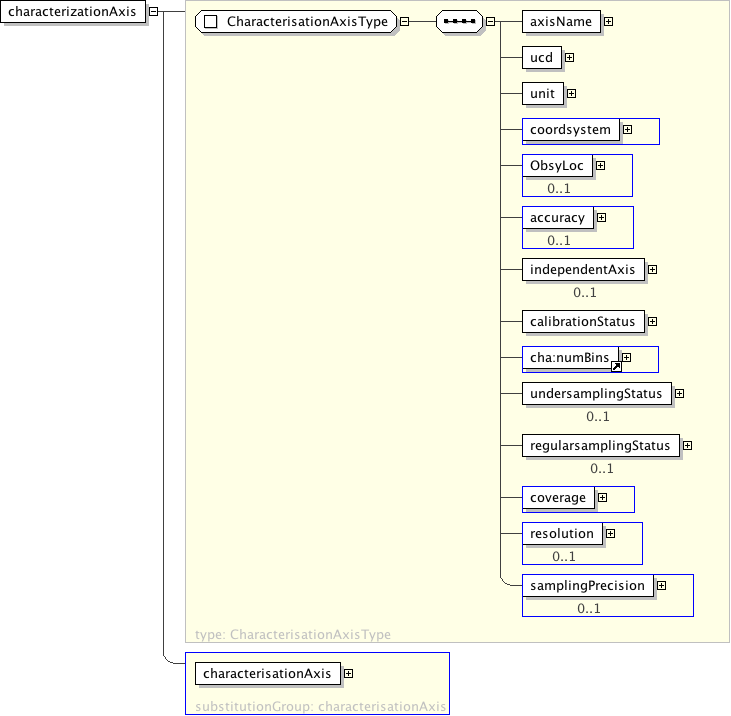 characterizationAxis
CharacterisationAxisType
axisName
ucd
unit
coordsystem
ObsyLoc
0..1
accuracy
0..1
independentAxis
0..1
calibrationStatus
cha:numBins
undersamplingStatus
0..1
regularsamplingStatus
0..1
coverage
resolution
0..1
samplingPrecision
0..1
type: CharacterisationAxisType
characterisationAxis
substitutionGroup: characterisationAxis